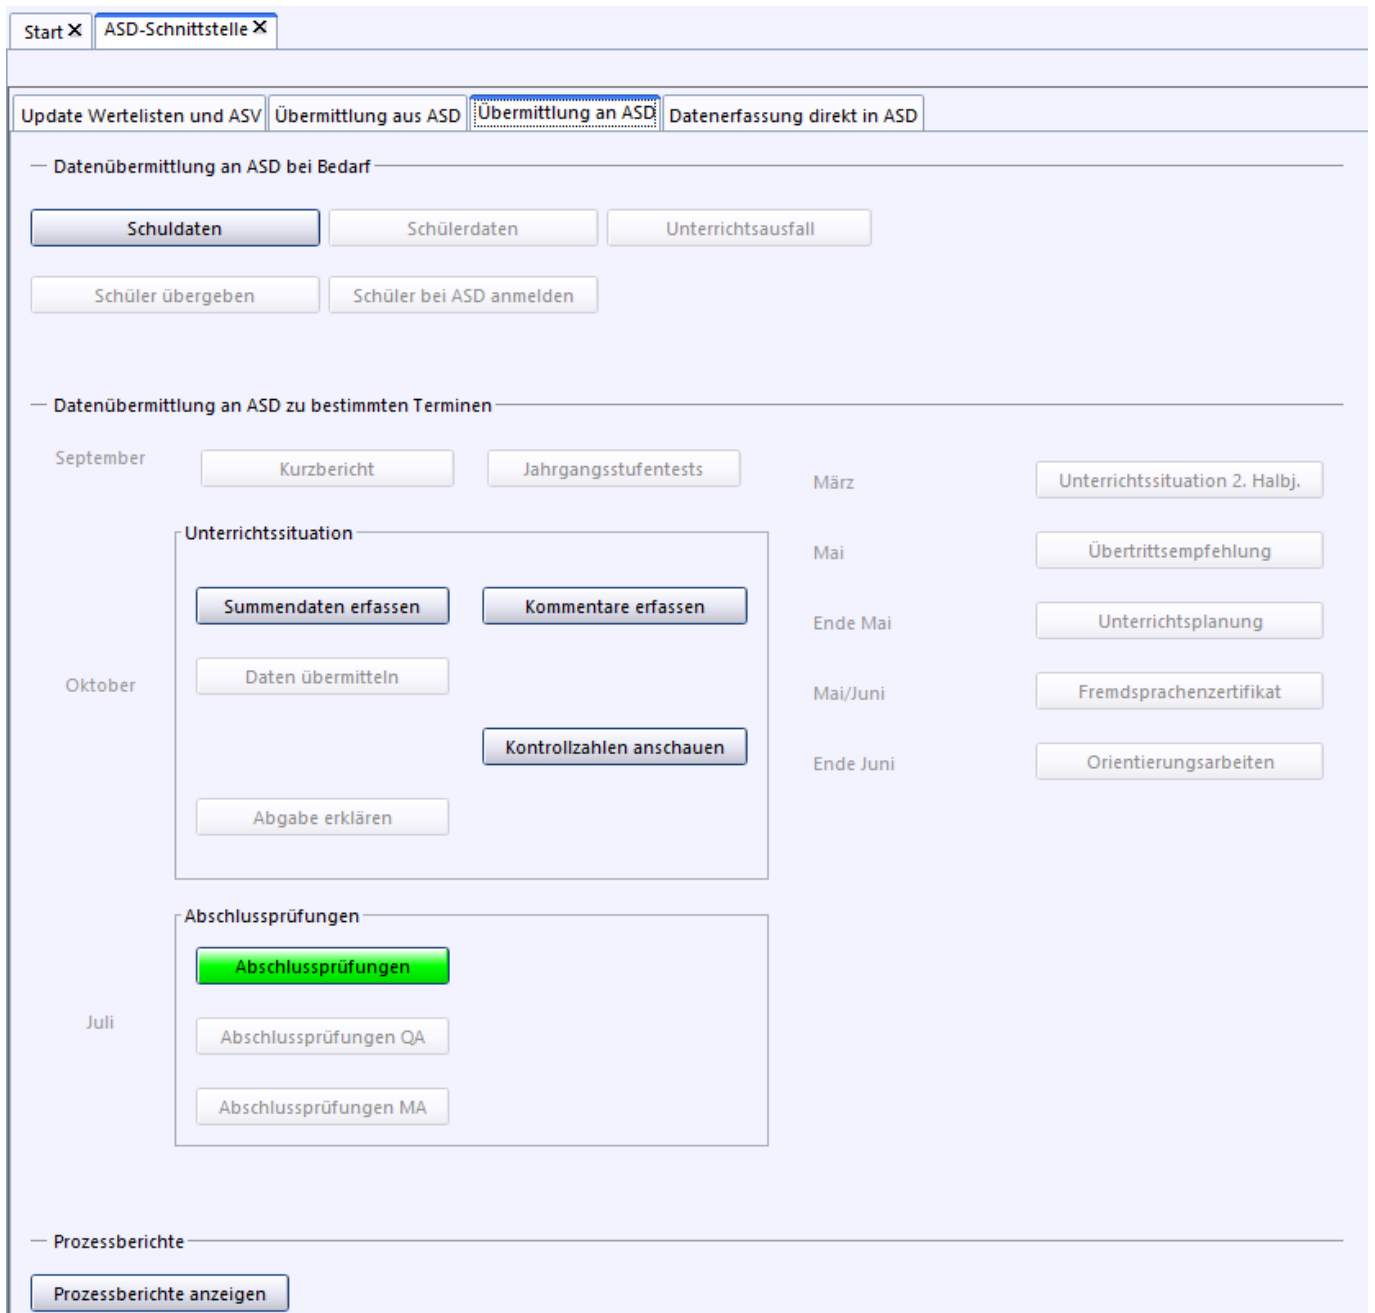 Start X ASD-Schnittstelle X
Update Wertelisten und ASV Übermittlung aus ASD Übermittlung an ASD Datenerfassung direkt in ASD
Datenübermittlung an ASD bei Bedarf
Schuldaten Schülerdaten Unterrichtsausfall
Schüler übergeben Schüler bei ASD anmelden
Datenübermittlung an ASD zu bestimmten Terminen
September Kurzbericht Jahrgangsstufentests
März Unterrichtssituation 2. Halbj.
Unterrichtssituation
Mai Übertrittsempfehlung
Summendaten erfassen Kommentare erfassen
Ende Mai Unterrichtsplanung
Oktober Daten übermitteln
Mai/Juni Fremdsprachenzertifikat
Kontrollzahlen anschauen
Ende Juni Orientierungsarbeiten
Abgabe erklären
Abschlussprüfungen
Abschlussprüfungen
Juli Abschlussprüfungen QA
Abschlussprüfungen MA
Prozessberichte
Prozessberichte anzeigen